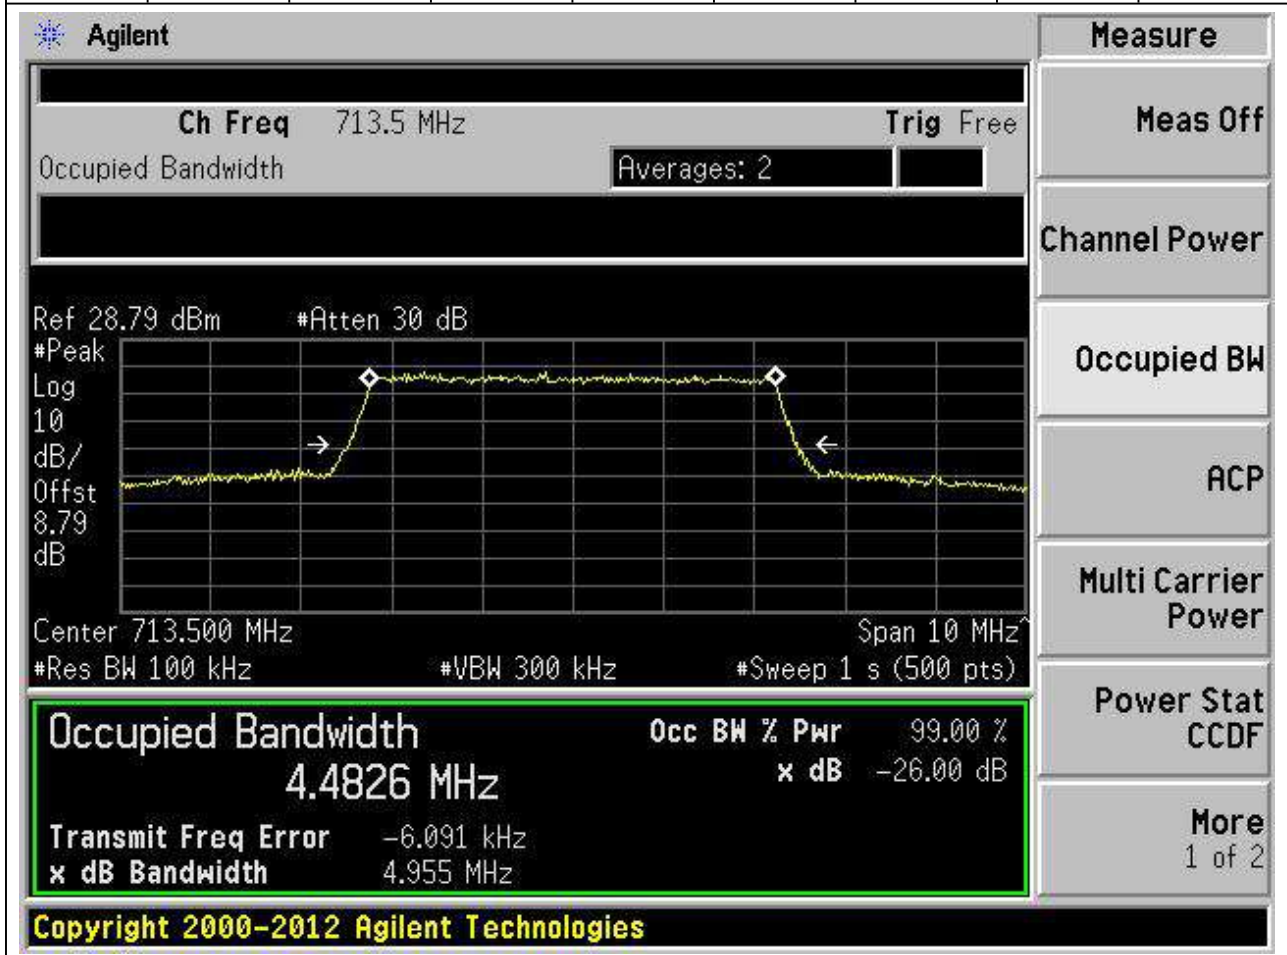 Agilent
Measure
Ch Freq 713.5 MHz Trig Free
Meas Off
Occupied Bandwidth Averages: 2
Channel Power
Ref 28.79 dBm #Atten 30 dB
#Peak
Log
10
dB/
Offst
8.79
dB
Occupied BW
ACP
Multi Carrier
Power
Center 713.500 MHz Span 10 MHz^
#Res BW 100 kHz #VBW 300 kHz #Sweep 1 s (500 pts)
Power Stat
CCDF
Occupied Bandwidth Occ BW % Pwr 99.00 %
4.4826 MHz x dB -26.00 dB
Transmit Freq Error -6.091 kHz
x dB Bandwidth 4.955 MHz
More
1 of 2
Copyright 2000-2012 Agilent Technologies